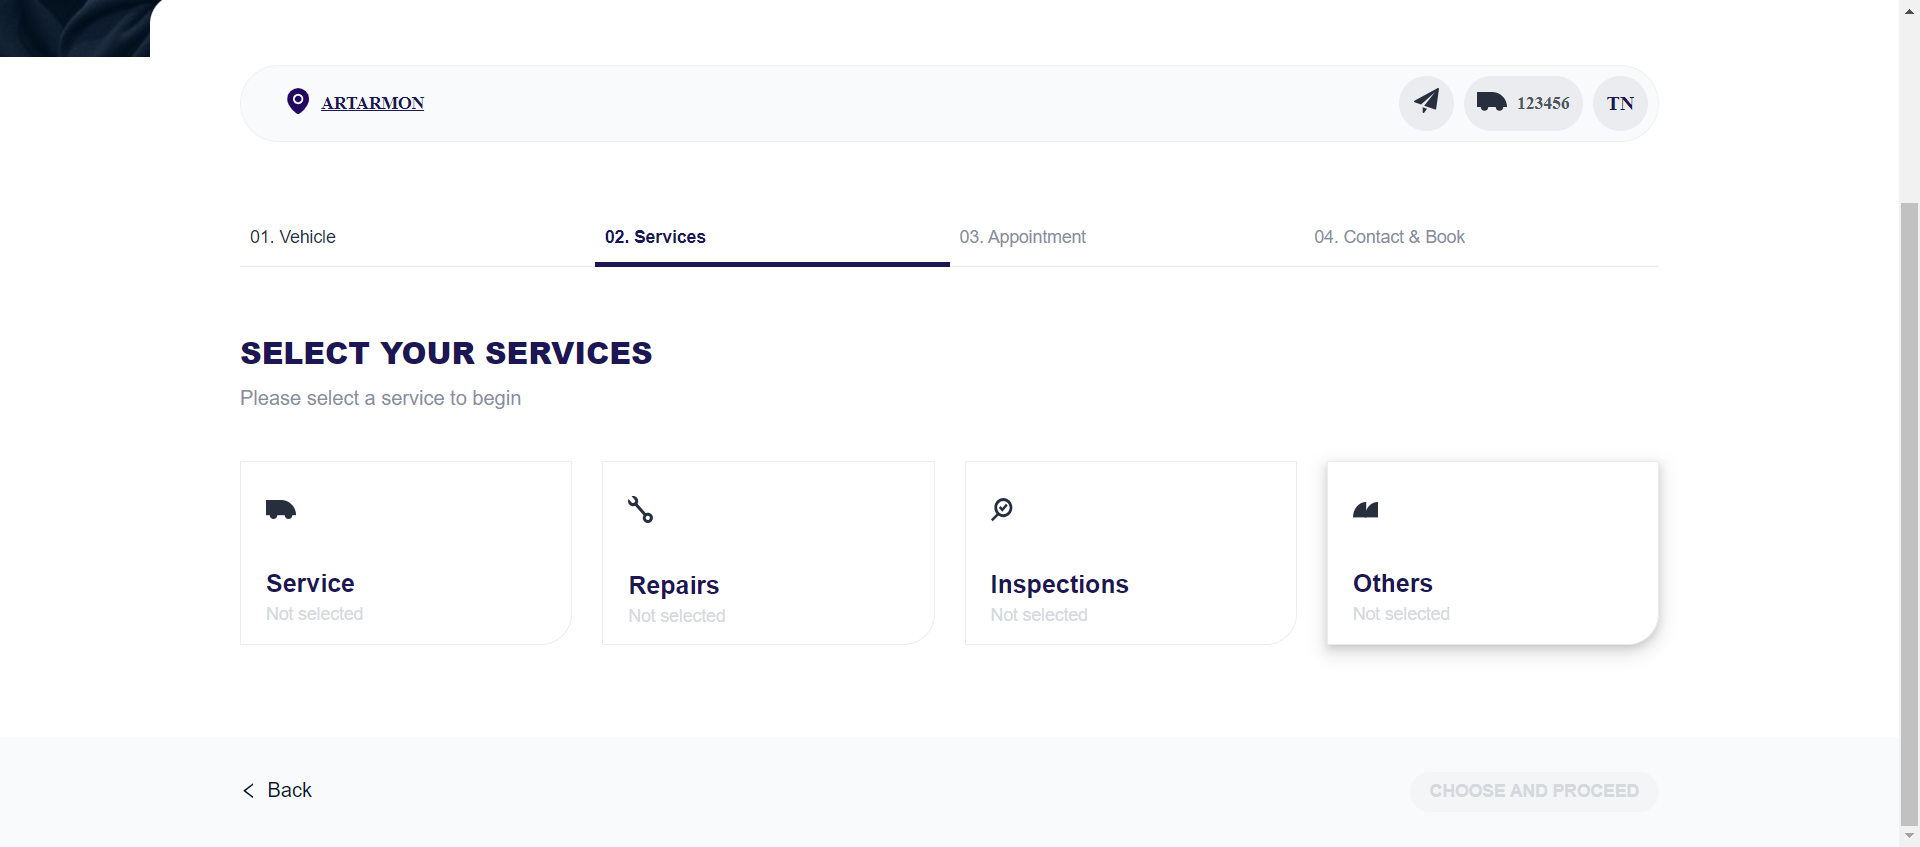 ARTARMON
123456
TN
01. Vehicle
02. Services
03. Appointment
04. Contact & Book
SELECT YOUR SERVICES
Please select a service to begin
Service
Not selected
Repairs
Not selected
Inspections
Not selected
Others
Not selected
Back
CHOOSE AND PROCEED